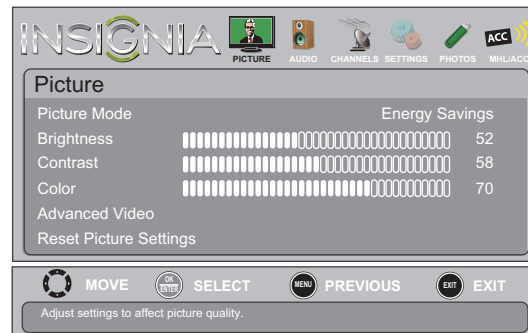 INSIGNIA
PICTURE AUDIO CHANNELS SETTINGS PHOTOS MHL/ACC
ACC
Picture
Picture Mode Energy Savings
Brightness 52
Contrast 58
Color 70
Advanced Video
Reset Picture Settings
MOVE OK ENTER SELECT MENU PREVIOUS EXIT EXIT
Adjust settings to affect picture quality.